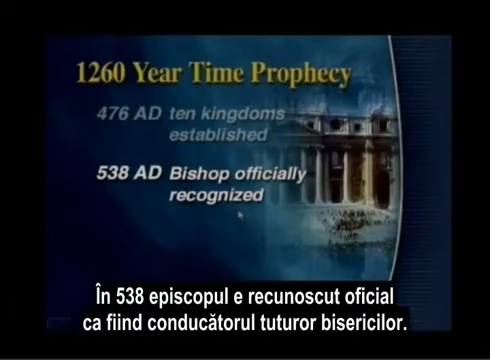 1260 Year Time Prophecy
476 AD ten kingdoms
established
538 AD Bishop officially
recognized
În 538 episcopul e recunoscut oficial
ca fiind conducătorul tuturor bisericilor.